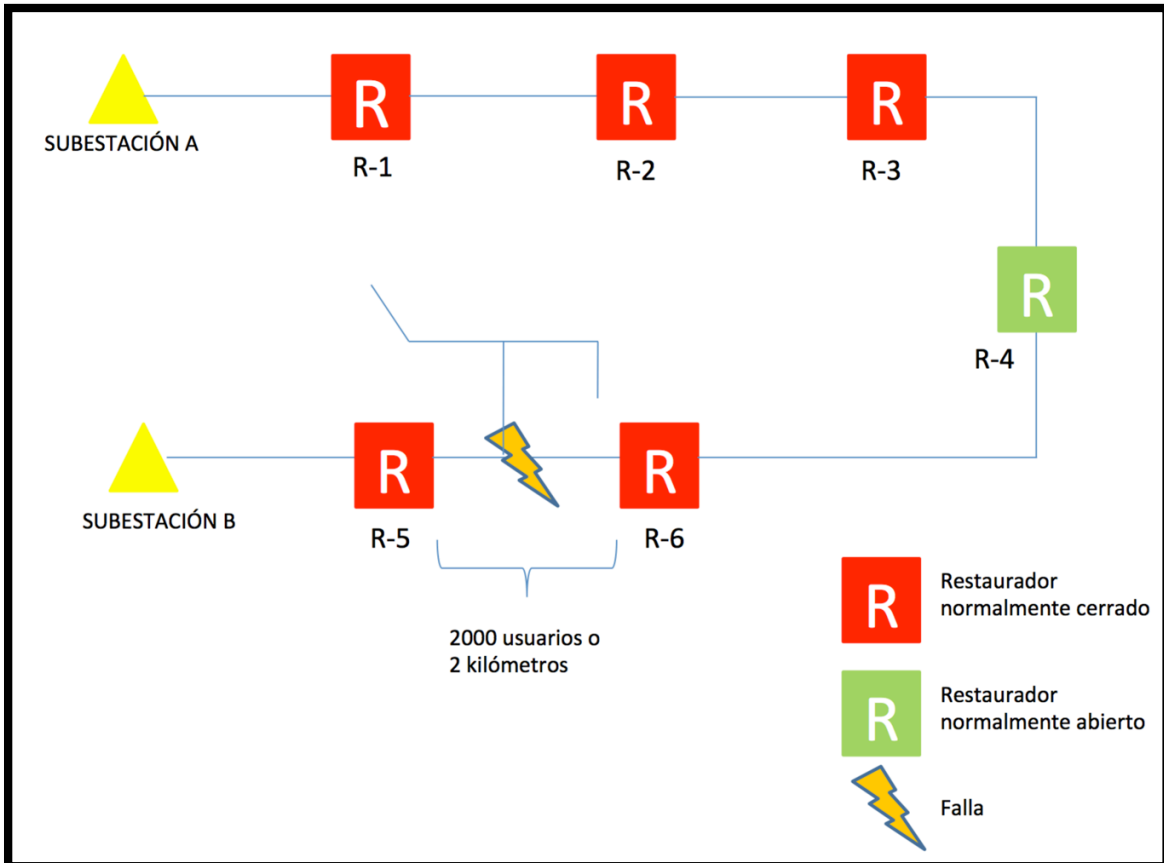 R
R
R
SUBESTACIÓN A
R-1
R-2
R-3
R
R-4
R
R
SUBESTACIÓN B
R-5
R-6
2000 usuarios o
2 kilómetros
R
Restaurador
normalmente cerrado
R
Restaurador
normalmente abierto
Falla